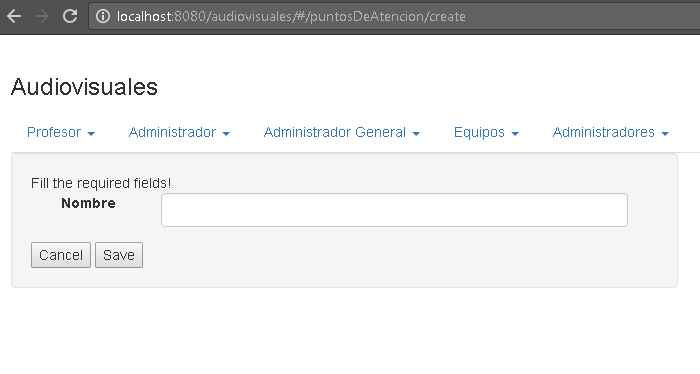 localhost:8080/audiovisuales/#/puntosDeAtencion/create
Audiovisuales
Profesor Administrador Administrador General Equipos Administradores
Fill the required fields!
Nombre
Cancel Save